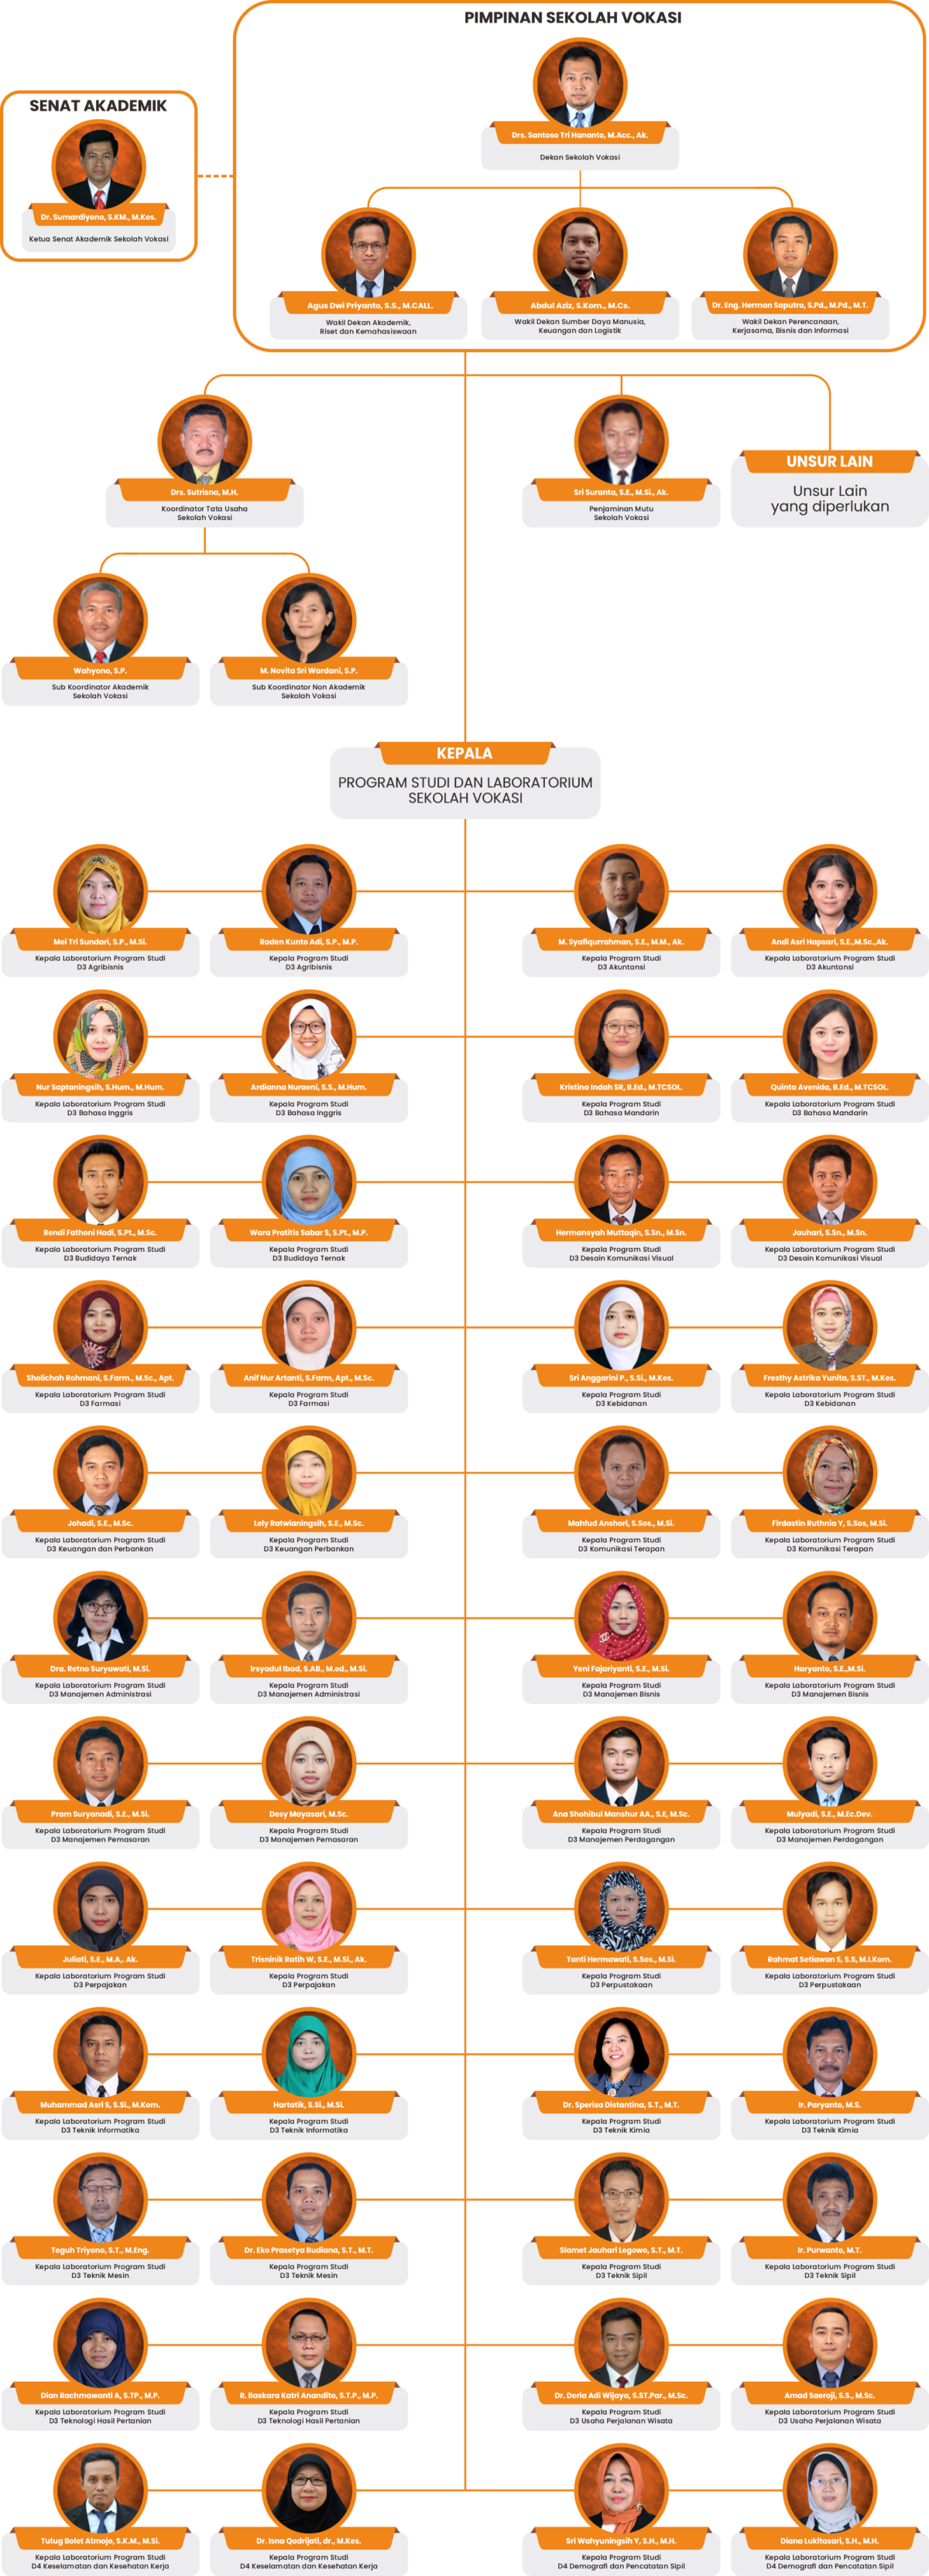 PIMPINAN SEKOLAH VOKASI
Drs. Santoso Tri Hananto, M.Acc., Ak.
Dekan Sekolah Vokasi
SENAT AKADEMIK
Dr. Sumardiyono, S.KM., M.Kes.
Ketua Senat Akademik Sekolah Vokasi
Agus Dwi Priyanto, S.S., M.CALL.
Wakil Dekan Akademik,
Riset dan Kemahasiswaan
Abdul Aziz, S.Kom., M.Cs.
Wakil Dekan Sumber Daya Manusia,
Keuangan dan Logistik
Dr. Eng. Herman Saputro, S.Pd., M.Pd., M.T.
Wakil Dekan Perencanaan,
Kerjasama, Bisnis dan Informasi
Drs. Sutrisna, M.H.
Koordinator Tata Usaha
Sekolah Vokasi
Sri Suranta, S.E., M.Si., Ak.
Penjaminan Mutu
Sekolah Vokasi
UNSUR LAIN
Unsur Lain
yang diperlukan
Wahyono, S.P.
Sub Koordinator Akademik
Sekolah Vokasi
M. Novita Sri Wardani, S.P.
Sub Koordinator Non Akademik
Sekolah Vokasi
KEPALA
PROGRAM STUDI DAN LABORATORIUM
SEKOLAH VOKASI
Mei Tri Sundari, S.P., M.Si.
Kepala Laboratorium Program Studi
D3 Agribisnis
Raden Kunto Adi, S.P., M.P.
Kepala Program Studi
D3 Agribisnis
M. Syafiqurrahman, S.E., M.M., Ak.
Kepala Program Studi
D3 Akuntansi
Andi Asri Hapsari, S.E.,M.Sc.,Ak.
Kepala Laboratorium Program Studi
D3 Akuntansi
Nur Saptaningsih, S.Hum., M.Hum.
Kepala Laboratorium Program Studi
D3 Bahasa Inggris
Ardianna Nuraeni, S.S., M.Hum.
Kepala Program Studi
D3 Bahasa Inggris
Kristina Indah SR, B.Ed., M.TCSOL.
Kepala Program Studi
D3 Bahasa Mandarin
Quinta Avenida, B.Ed., M.TCSOL.
Kepala Laboratorium Program Studi
D3 Bahasa Mandarin
Rendi Fathoni Hadi, S.Pt., M.Sc.
Kepala Laboratorium Program Studi
D3 Budidaya Ternak
Wara Pratitis Sabar S, S.Pt., M.P.
Kepala Program Studi
D3 Budidaya Ternak
Hermansyah Muttaqin, S.Sn., M.Sn.
Kepala Program Studi
D3 Desain Komunikasi Visual
Jauhari, S.Sn., M.Sn.
Kepala Laboratorium Program Studi
D3 Desain Komunikasi Visual
Sholichah Rohmani, S.Farm., M.Sc., Apt.
Kepala Laboratorium Program Studi
D3 Farmasi
Anif Nur Artanti, S.Farm, Apt., M.Sc.
Kepala Program Studi
D3 Farmasi
Sri Anggarini P., S.Si., M.Kes.
Kepala Program Studi
D3 Kebidanan
Fresthy Astrika Yunita, S.ST., M.Kes.
Kepala Laboratorium Program Studi
D3 Kebidanan
Johadi, S.E., M.Sc.
Kepala Laboratorium Program Studi
D3 Keuangan dan Perbankan
Lely Ratwianingsih, S.E., M.Sc.
Kepala Program Studi
D3 Keuangan Perbankan
Mahfud Anshori, S.Sos., M.Si.
Kepala Program Studi
D3 Komunikasi Terapan
Firdastin Ruthnia Y, S.Sos, M.Si.
Kepala Laboratorium Program Studi
D3 Komunikasi Terapan
Dra. Retno Suryawati, M.Si.
Kepala Laboratorium Program Studi
D3 Manajemen Administrasi
Irsyadul Ibad, S.AB., M.ed., M.Si.
Kepala Program Studi
D3 Manajemen Administrasi
Yeni Fajariyanti, S.E., M.Si.
Kepala Program Studi
D3 Manajemen Bisnis
Haryanto, S.E.,M.Si.
Kepala Laboratorium Program Studi
D3 Manajemen Bisnis
Pram Suryanadi, S.E., M.Si.
Kepala Laboratorium Program Studi
D3 Manajemen Pemasaran
Desy Mayasari, M.Sc.
Kepala Program Studi
D3 Manajemen Pemasaran
Ana Shohibul Manshur AA., S.E, M.Sc.
Kepala Program Studi
D3 Manajemen Perdagangan
Mulyadi, S.E., M.Ec.Dev.
Kepala Laboratorium Program Studi
D3 Manajemen Perdagangan
Juliati, S.E., M.A,. Ak.
Kepala Laboratorium Program Studi
D3 Perpajakan
Trisninik Ratih W, S.E., M.Si., Ak.
Kepala Program Studi
D3 Perpajakan
Tanti Hermawati, S.Sos., M.Si.
Kepala Program Studi
D3 Perpustakaan
Rahmat Setiawan S, S.S, M.I.Kom.
Kepala Laboratorium Program Studi
D3 Perpustakaan
Muhammad Asri S, S.Si., M.Kom.
Kepala Laboratorium Program Studi
D3 Teknik Informatika
Hartatik, S.Si., M.Si.
Kepala Program Studi
D3 Teknik Informatika
Dr. Sperisa Distantina, S.T., M.T.
Kepala Program Studi
D3 Teknik Kimia
Ir. Paryanto, M.S.
Kepala Laboratorium Program Studi
D3 Teknik Kimia
Teguh Triyono, S.T., M.Eng.
Kepala Laboratorium Program Studi
D3 Teknik Mesin
Dr. Eko Prasetya Budiana, S.T., M.T.
Kepala Program Studi
D3 Teknik Mesin
Slamet Jauhari Legowo, S.T., M.T.
Kepala Program Studi
D3 Teknik Sipil
Ir. Purwanto, M.T.
Kepala Laboratorium Program Studi
D3 Teknik Sipil
Dian Rachmawanti A, S.TP., M.P.
Kepala Laboratorium Program Studi
D3 Teknologi Hasil Pertanian
R. Baskara Katri Anandito, S.T.P., M.P.
Kepala Program Studi
D3 Teknologi Hasil Pertanian
Dr. Deria Adi Wijaya, S.ST.Par., M.Sc.
Kepala Program Studi
D3 Usaha Perjalanan Wisata
Amad Saeroji, S.S., M.Sc.
Kepala Laboratorium Program Studi
D3 Usaha Perjalanan Wisata
Tutug Bolet Atmojo, S.K.M., M.Si.
Kepala Laboratorium Program Studi
D4 Keselamatan dan Kesehatan Kerja
Dr. Isna Qadrijati, dr., M.Kes.
Kepala Program Studi
D4 Keselamatan dan Kesehatan Kerja
Sri Wahyuningsih Y, S.H., M.H.
Kepala Program Studi
D4 Demografi dan Pencatatan Sipil
Diana Lukitasari, S.H., M.H.
Kepala Laboratorium Program Studi
D4 Demografi dan Pencatatan Sipil